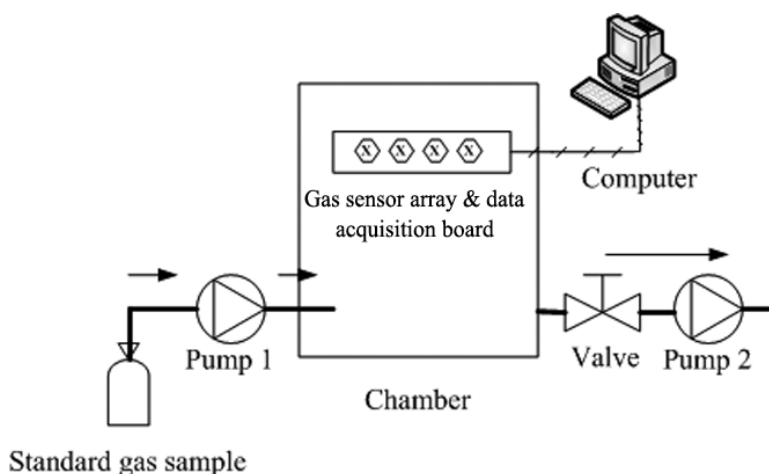 X X X X
Gas sensor array & data
acquisition board
Computer
Pump 1
Valve
Pump 2
Chamber
Standard gas sample